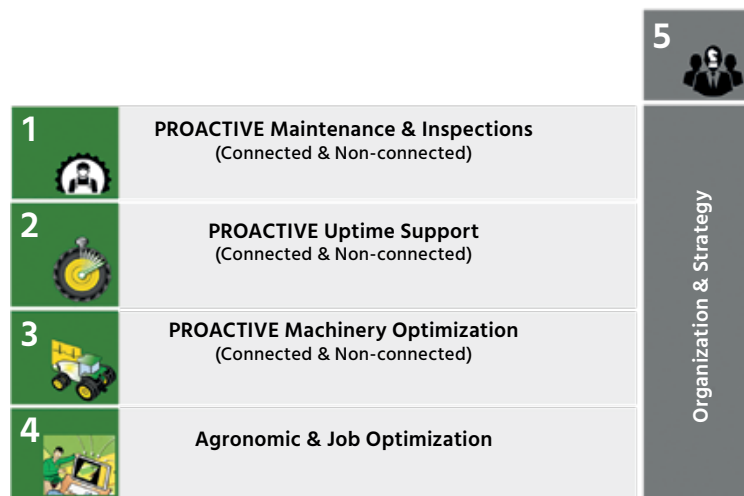 5
1
PROACTIVE Maintenance & Inspections
(Connected & Non-connected)
2
PROACTIVE Uptime Support
(Connected & Non-connected)
3
PROACTIVE Machinery Optimization
(Connected & Non-connected)
4
Agronomic & Job Optimization
Organization & Strategy